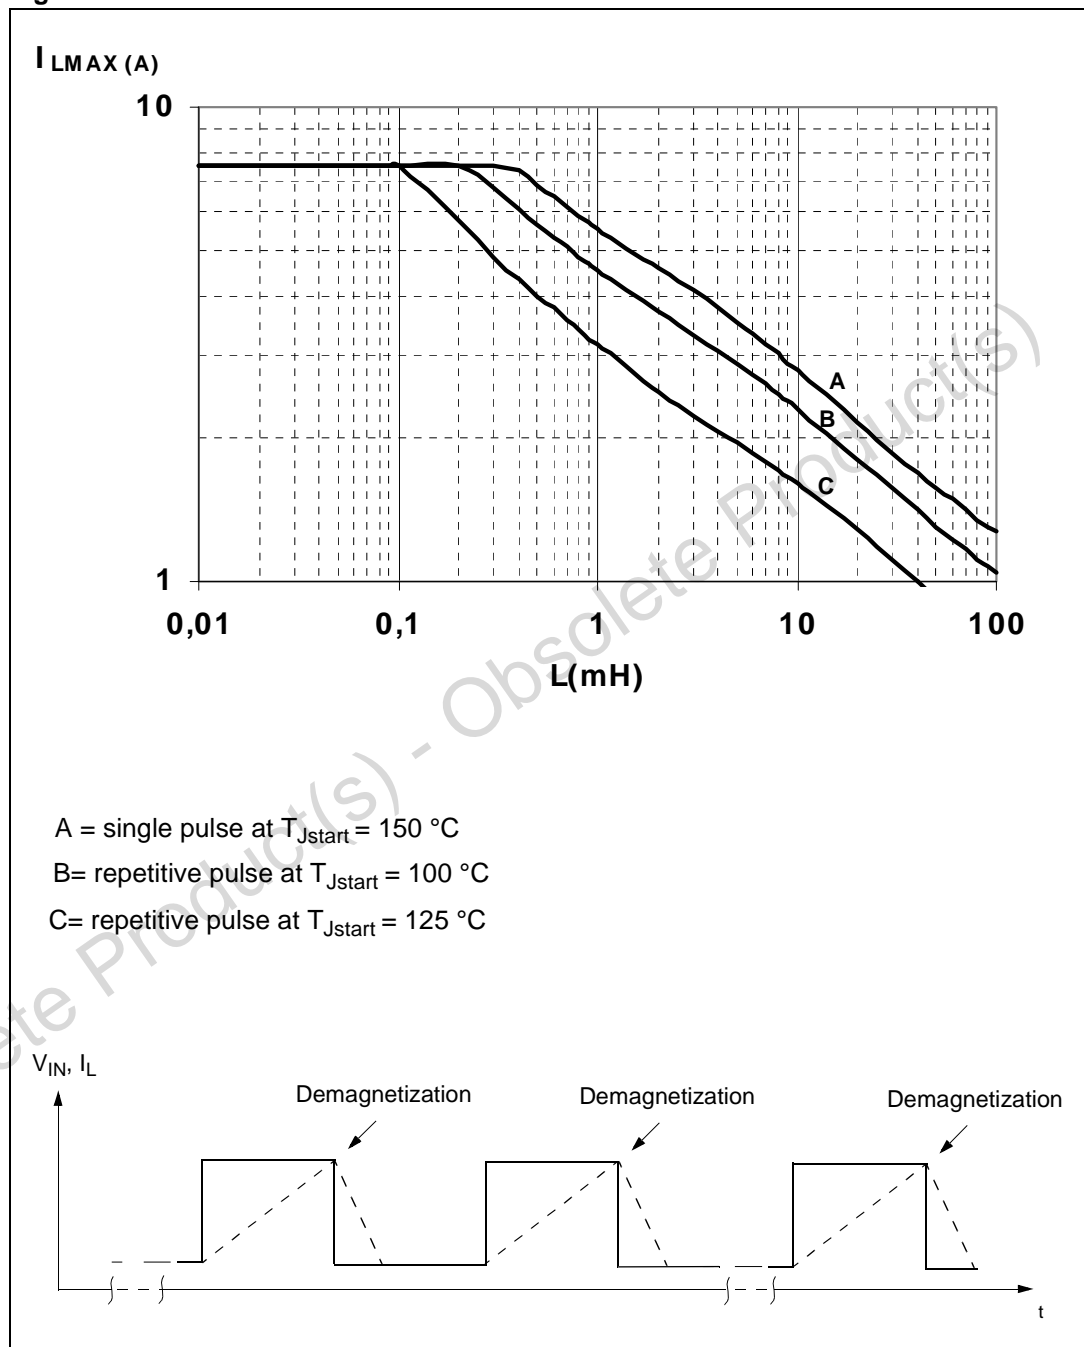 I LMAX (A)
10
1
0,01 0,1 1 10 100
L(mH)
A
B
C
A = single pulse at TJstart = 150 °C
B= repetitive pulse at TJstart = 100 °C
C= repetitive pulse at TJstart = 125 °C
VIN, IL
Demagnetization Demagnetization Demagnetization
t
ete Product(s) - Obsolete Product(s)